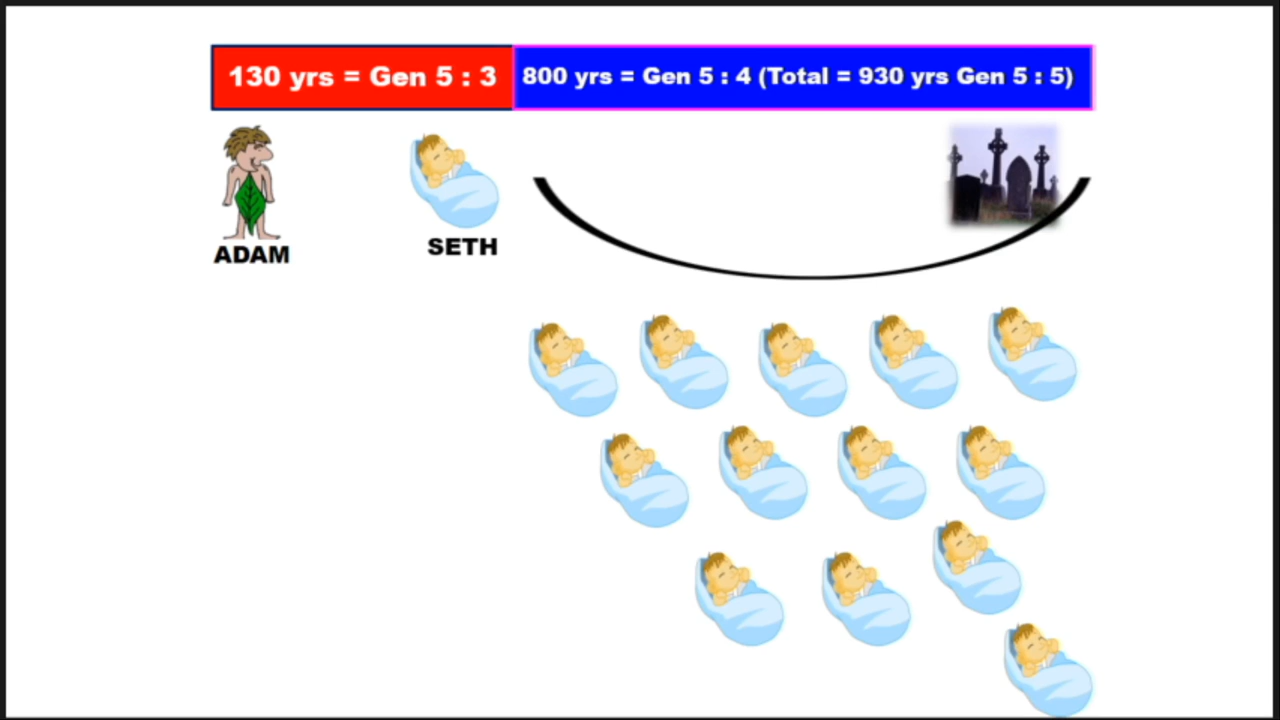 130 yrs = Gen 5 : 3
800 yrs = Gen 5 : 4 (Total = 930 yrs Gen 5 : 5)
ADAM
SETH